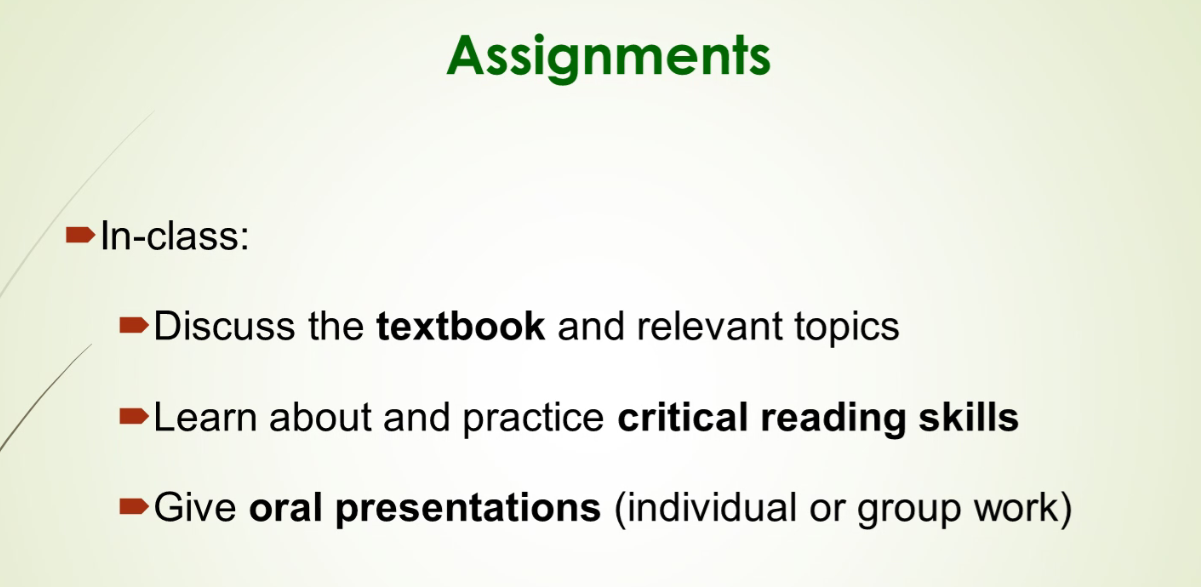 Assignments
In-class:
Discuss the textbook and relevant topics
Learn about and practice critical reading skills
Give oral presentations (individual or group work)